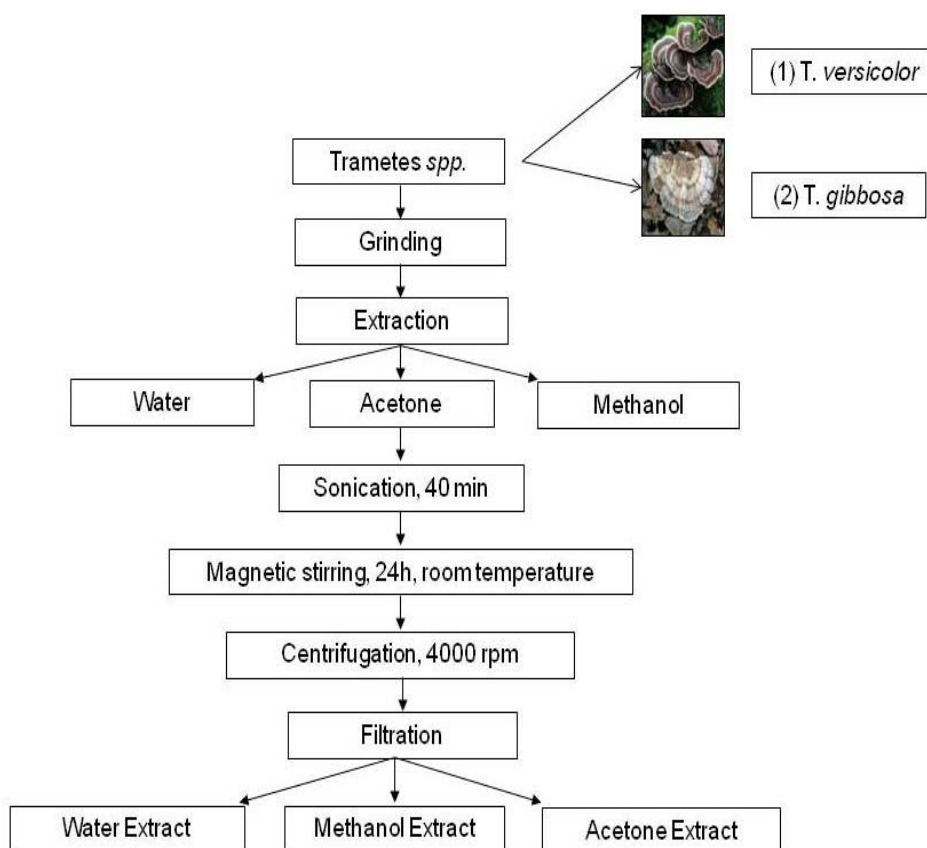 (1) T. versicolor
Trametes spp.
(2) T. gibbosa
Grinding
Extraction
Water
Acetone
Methanol
Sonication, 40 min
Magnetic stirring, 24h, room temperature
Centrifugation, 4000 rpm
Filtration
Water Extract
Methanol Extract
Acetone Extract